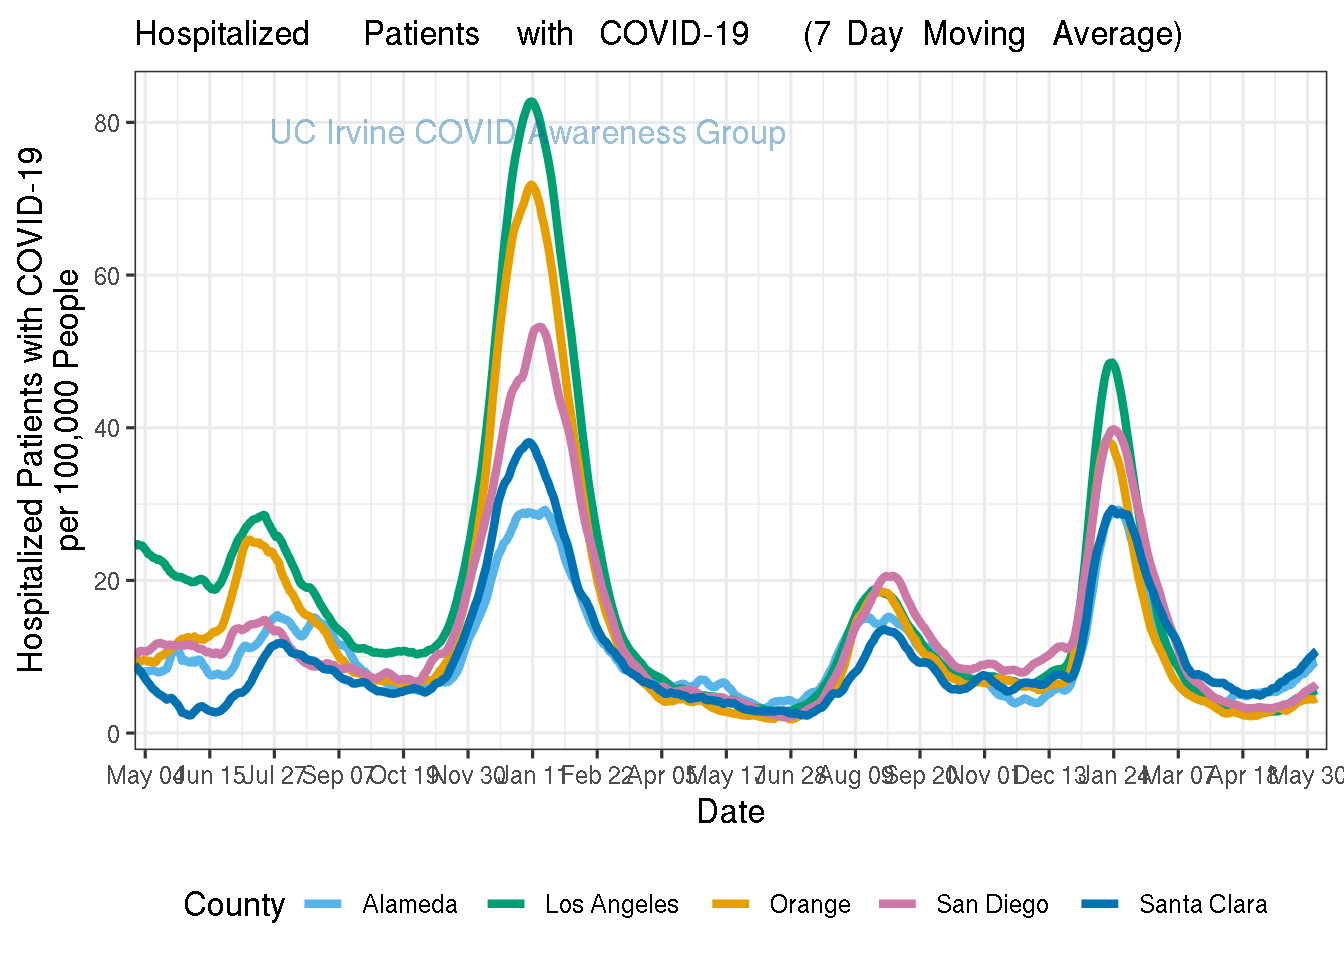 Hospitalized Patients with COVID-19 (7 Day Moving Average)
UC Irvine COVID Awareness Group
Hospitalized Patients with COVID-19
per 100,000 People
80
60
40
20
0
May 04 Jun 15 Jul 27 Sep 07 Oct 19 Nov 30 Jan 11 Feb 22 Apr 05 May 17 Jun 28 Aug 09 Sep 20 Nov 01 Dec 13 Jan 24 Mar 07 Apr 18 May 30
Date
County Alameda Los Angeles Orange San Diego Santa Clara